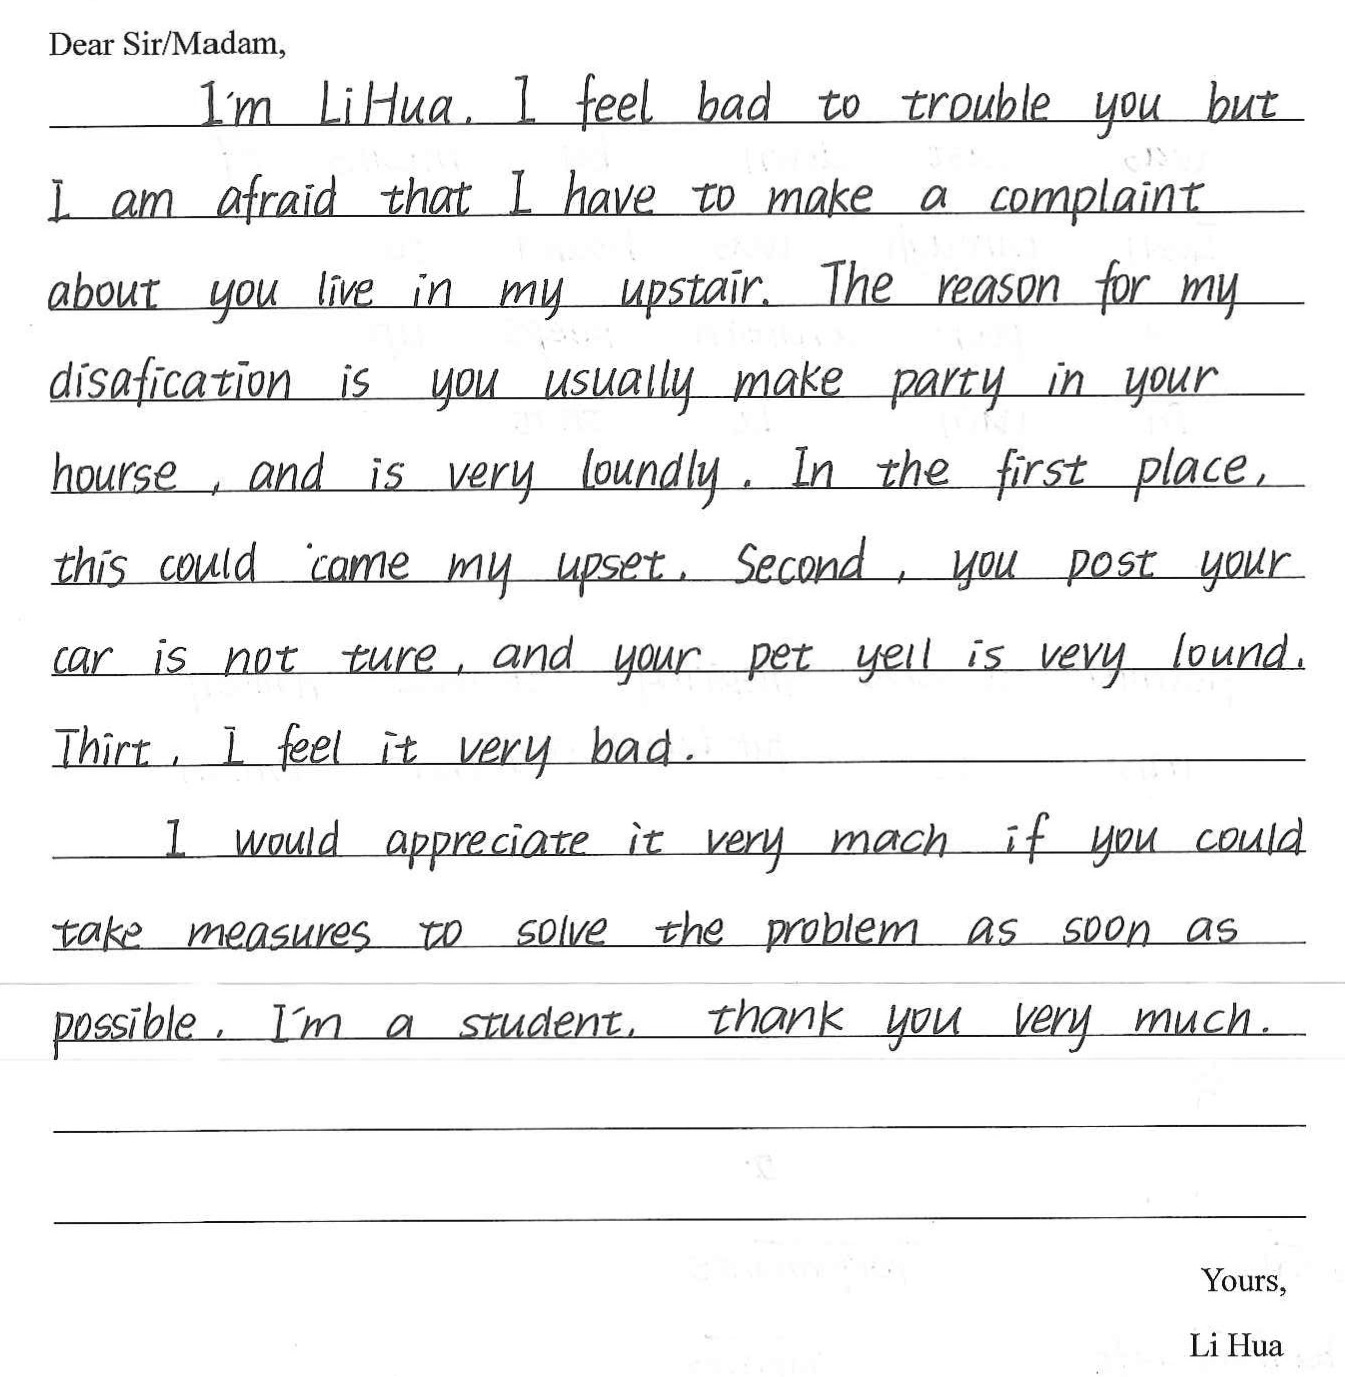 Dear Sir/Madam,
I'm Li Hua. I feel bad to trouble you but
I am afraid that I have to make a complaint
about you live in my upstair. The reason for my
disafication is you usually make party in your
hourse, and is very loundly. In the first place,
this could came my upset. Second, you post your
car is not ture, and your pet yell is vevy lound.
Thirt, I feel it very bad.
I would appreciate it very mach if you could
take measures to solve the problem as soon as
possible. I'm a student. thank you very much.
Yours,
Li Hua